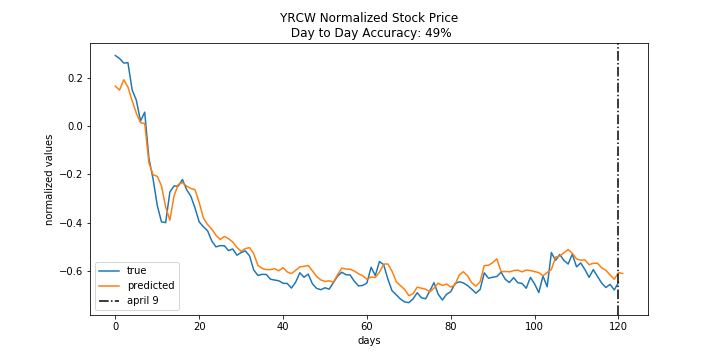 YRCW Normalized Stock Price
Day to Day Accuracy: 49%
normalized values
0.2
0.0
−0.2
−0.4
−0.6
true
predicted
april 9
0
20
40
60
80
100
120
days